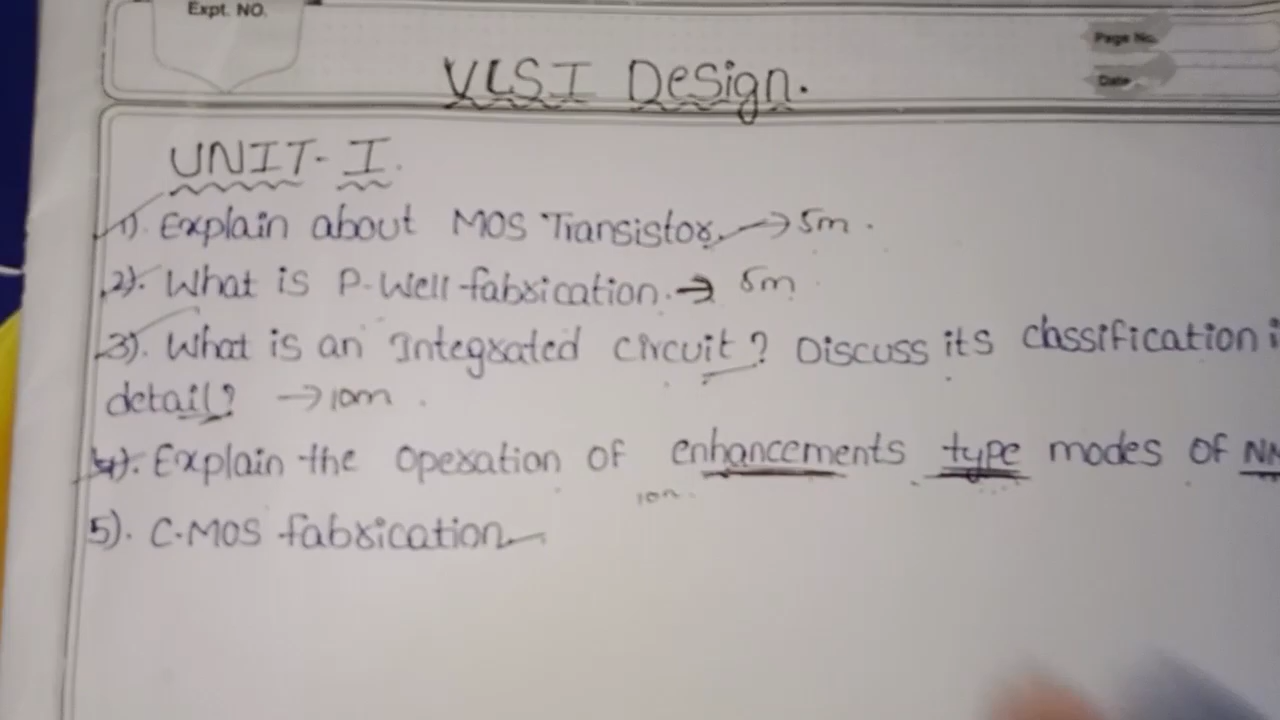 Expt. NO.
Page No.
Date
VLSI Design.
UNIT- I.
1). Explain about MOS Transistor. → 5m.
2). What is P-Well fabrication. → 5m
3). What is an Integrated circuit? Discuss its classification
detail? → 10m.
4). Explain the operation of enhancements type modes of
10m.
5). C-MOS fabrication